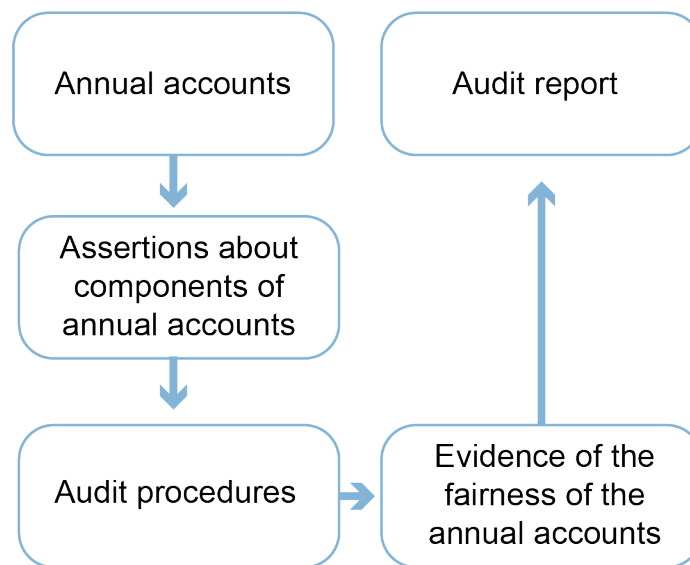 Annual accounts
Audit report
Assertions about
components of
annual accounts
Audit procedures
Evidence of the
fairness of the
annual accounts